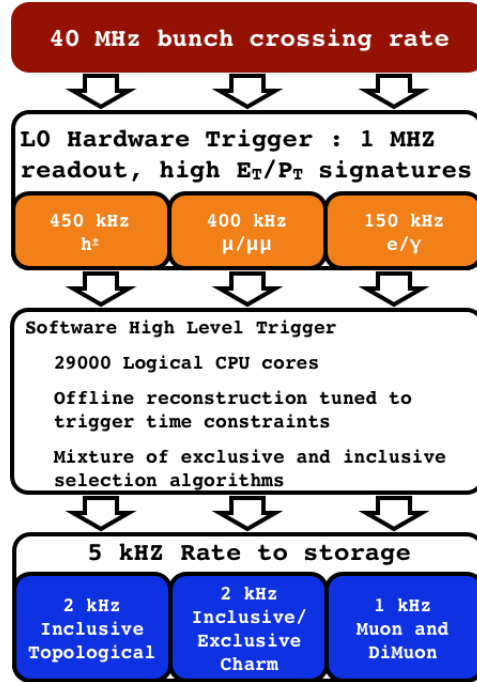 40 MHz bunch crossing rate
L0 Hardware Trigger : 1 MHZ
readout, high Eᴛ/Pᴛ signatures
450 kHz
h±
400 kHz
μ/μμ
150 kHz
e/γ
Software High Level Trigger
29000 Logical CPU cores
Offline reconstruction tuned to
trigger time constraints
Mixture of exclusive and inclusive
selection algorithms
5 kHZ Rate to storage
2 kHz
Inclusive
Topological
2 kHz
Inclusive/
Exclusive
Charm
1 kHz
Muon and
DiMuon